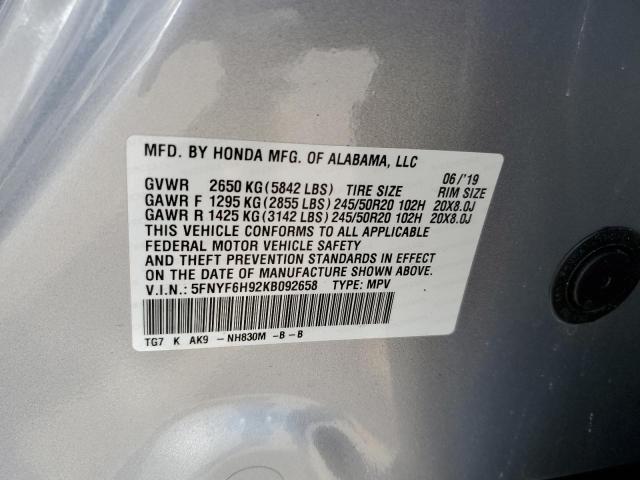 MFD. BY HONDA MFG. OF ALABAMA, LLC
06/'19
GVWR 2650 KG (5842 LBS) TIRE SIZE RIM SIZE
GAWR F 1295 KG (2855 LBS) 245/50R20 102H 20X8.0J
GAWR R 1425 KG (3142 LBS) 245/50R20 102H 20X8.0J
THIS VEHICLE CONFORMS TO ALL APPLICABLE
FEDERAL MOTOR VEHICLE SAFETY
AND THEFT PREVENTION STANDARDS IN EFFECT
ON THE DATE OF MANUFACTURE SHOWN ABOVE.
V.I.N.: 5FNYF6H92KB092658 TYPE: MPV
TG7 K AK9 -NH830M -B-B